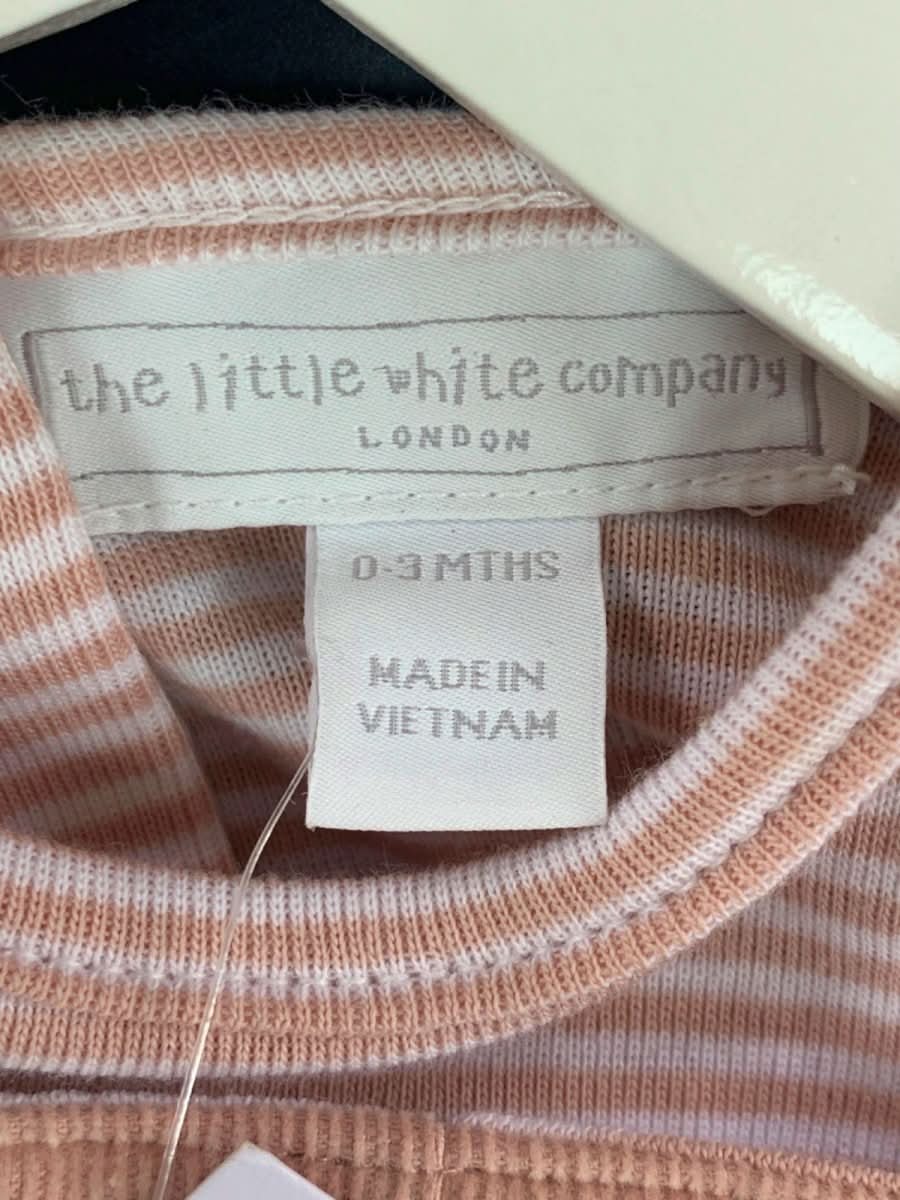 the little white company
LONDON
0-3 MTHS
MADE IN
VIETNAM